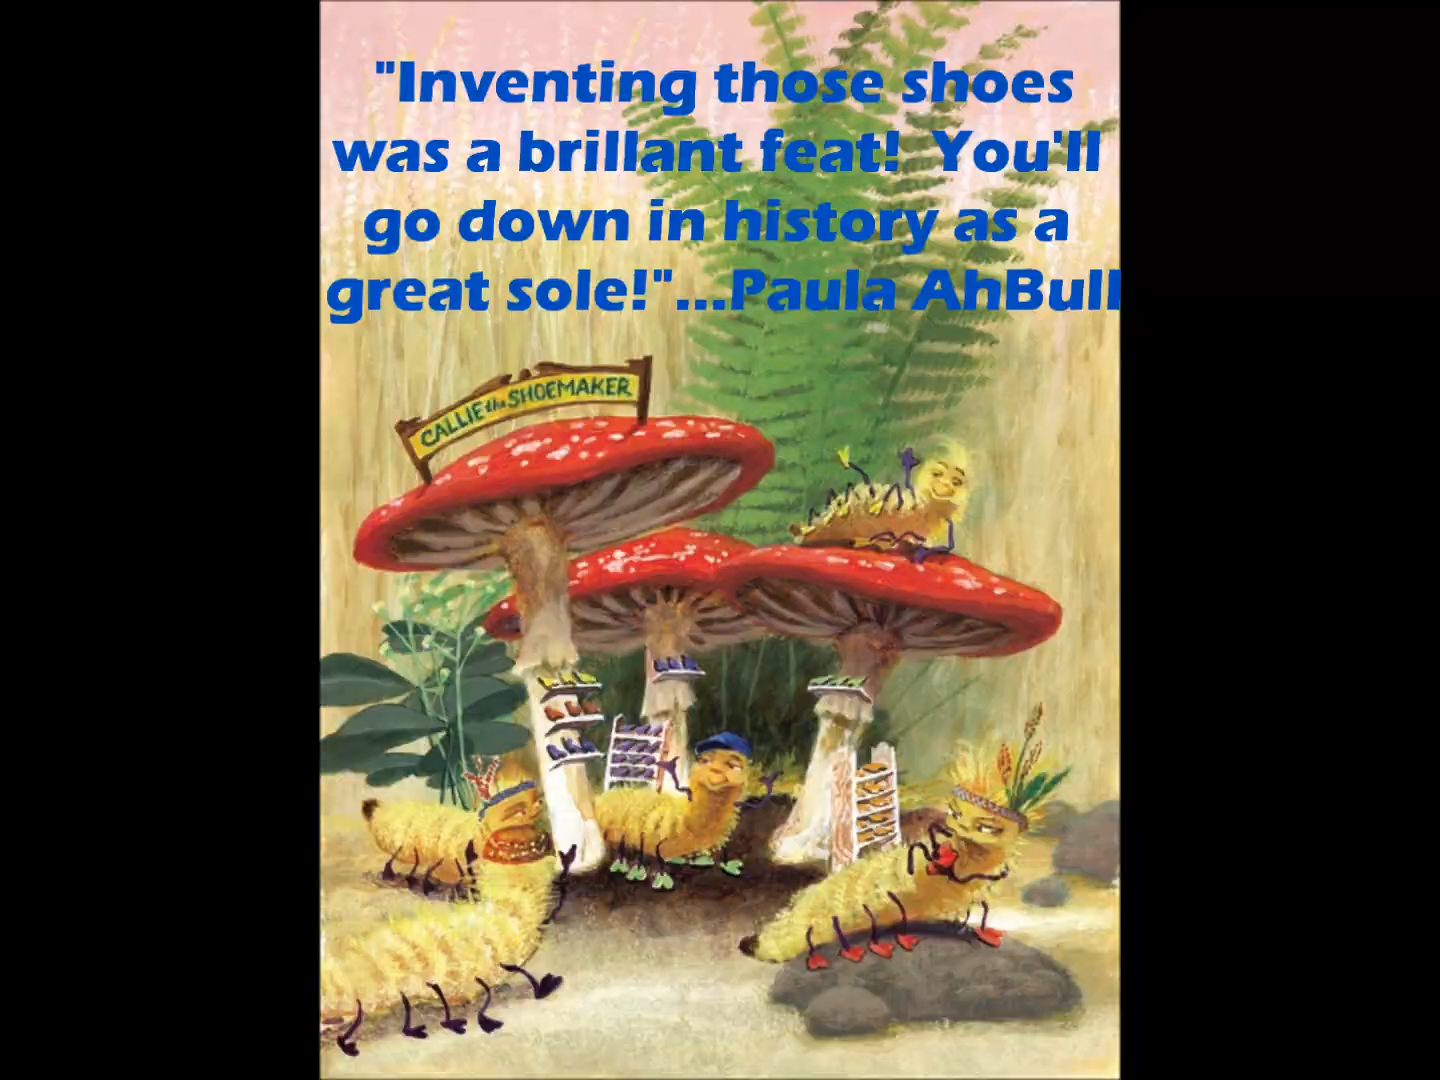 "Inventing those shoes
was a brillant feat! You'll
go down in history as a
great sole!"...Paula AhBull
CALLIE the SHOEMAKER